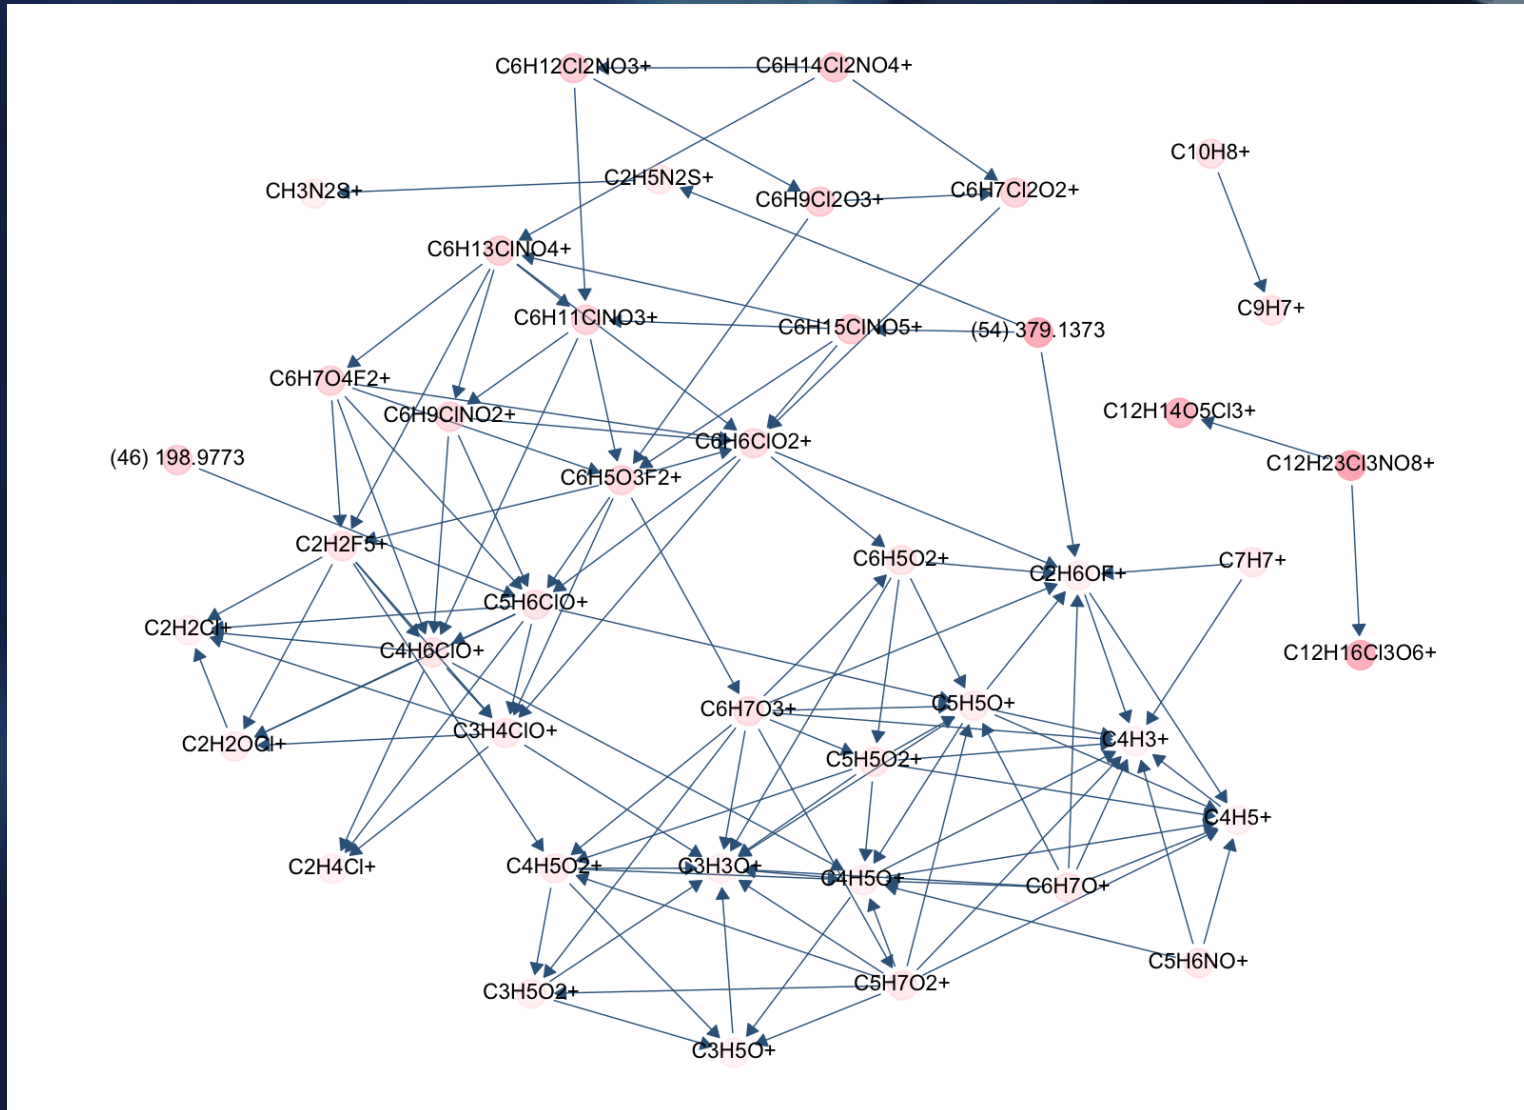 C6H12Cl2NO3+
C6H14Cl2NO4+
C10H8+
CH3N2S+
C2H5N2S+
C6H9Cl2O3+
C6H7Cl2O2+
C6H13ClNO4+
C9H7+
C6H11ClNO3+
C6H15ClNO5+
(54) 379.1373
C6H7O4F2+
C6H9ClNO2+
C12H14O5Cl3+
C6H6ClO2+
(46) 198.9773
C12H23Cl3NO8+
C6H5O3F2+
C2H2F5+
C6H5O2+
C2H6OF+
C7H7+
C5H6ClO+
C2H2Cl+
C4H6ClO+
C12H16Cl3O6+
C6H7O3+
C5H5O+
C2H2OCl+
C3H4ClO+
C4H3+
C5H5O2+
C4H5+
C2H4Cl+
C4H5O2+
C3H3O+
C4H5O+
C6H7O+
C5H6NO+
C3H5O2+
C5H7O2+
C3H5O+